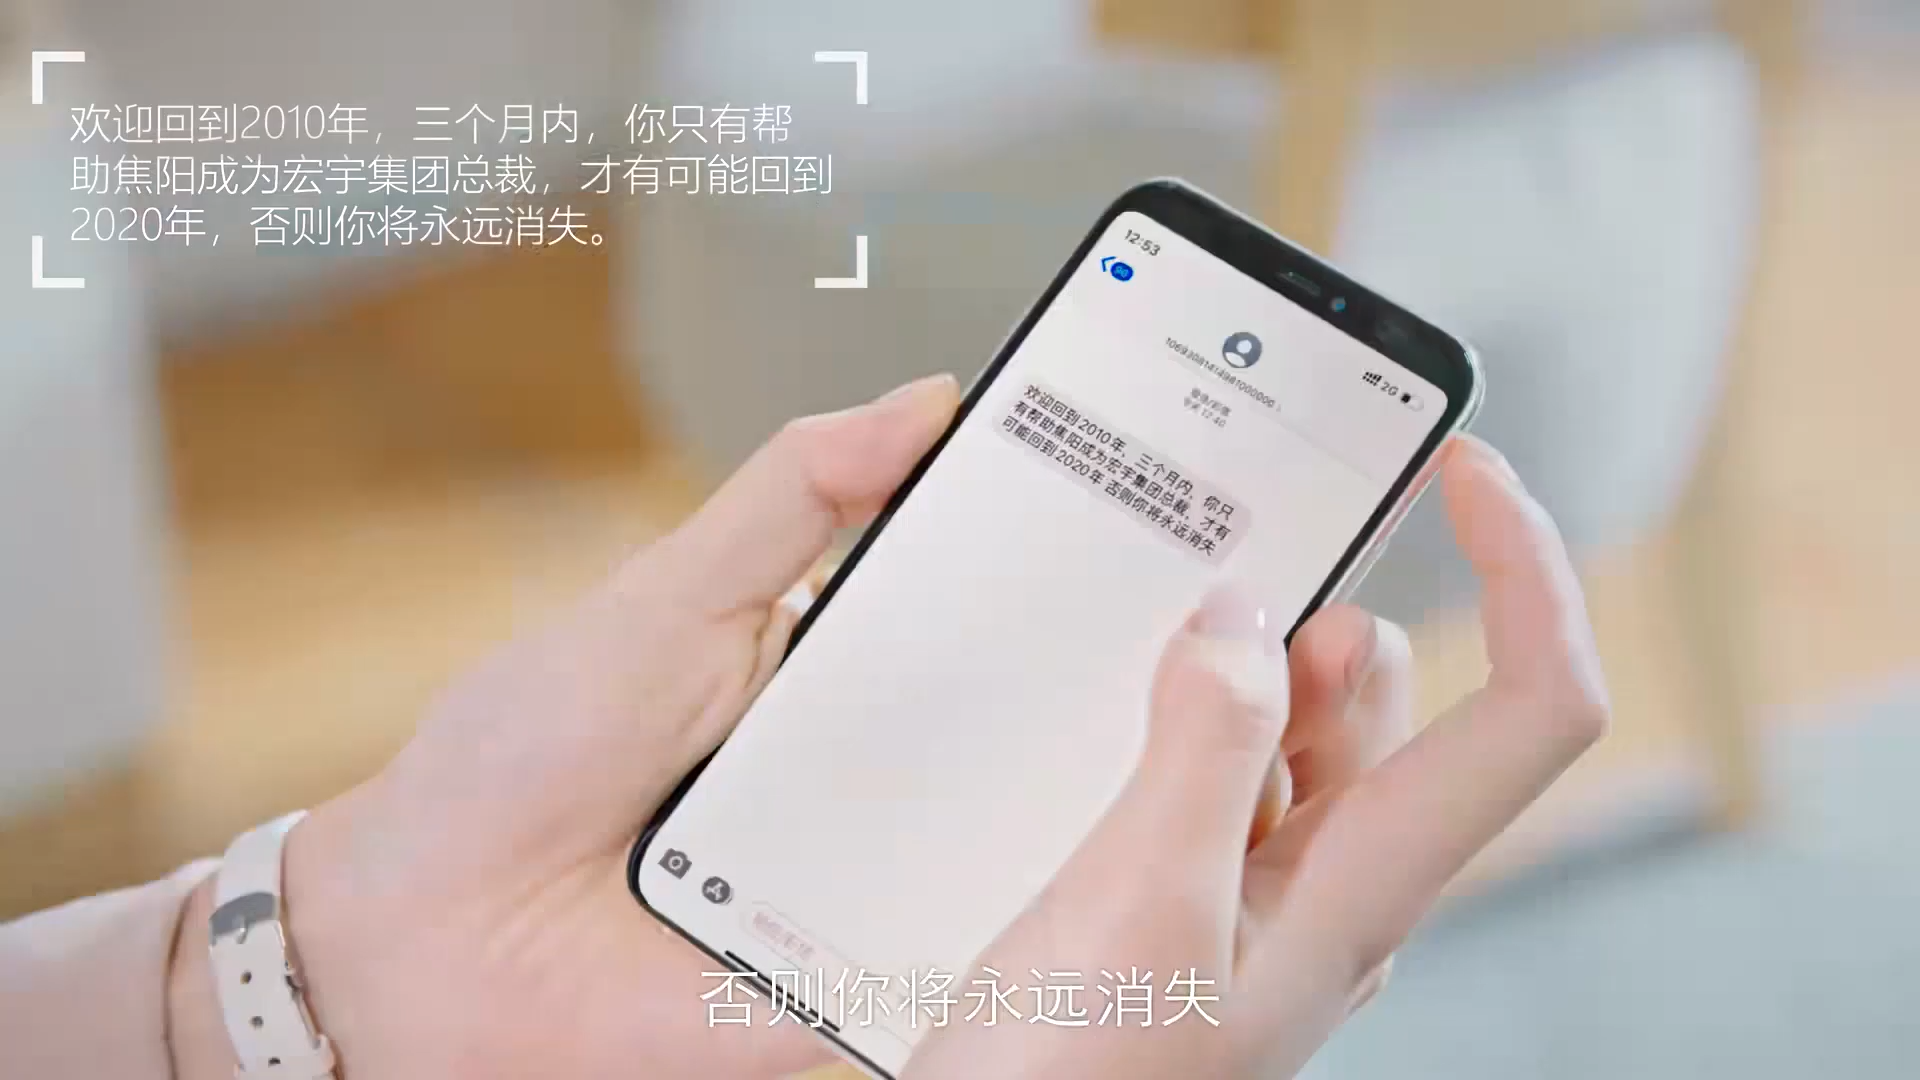 欢迎回到2010年，三个月内，你只有帮
助焦阳成为宏宇集团总裁，才有可能回到
2020年，否则你将永远消失。
12:53
2G
90
欢迎回到2010年，三个月内，你只
有帮助焦阳成为宏宇集团总裁，才有
可能回到2020年 否则你将永远消失
否则你将永远消失